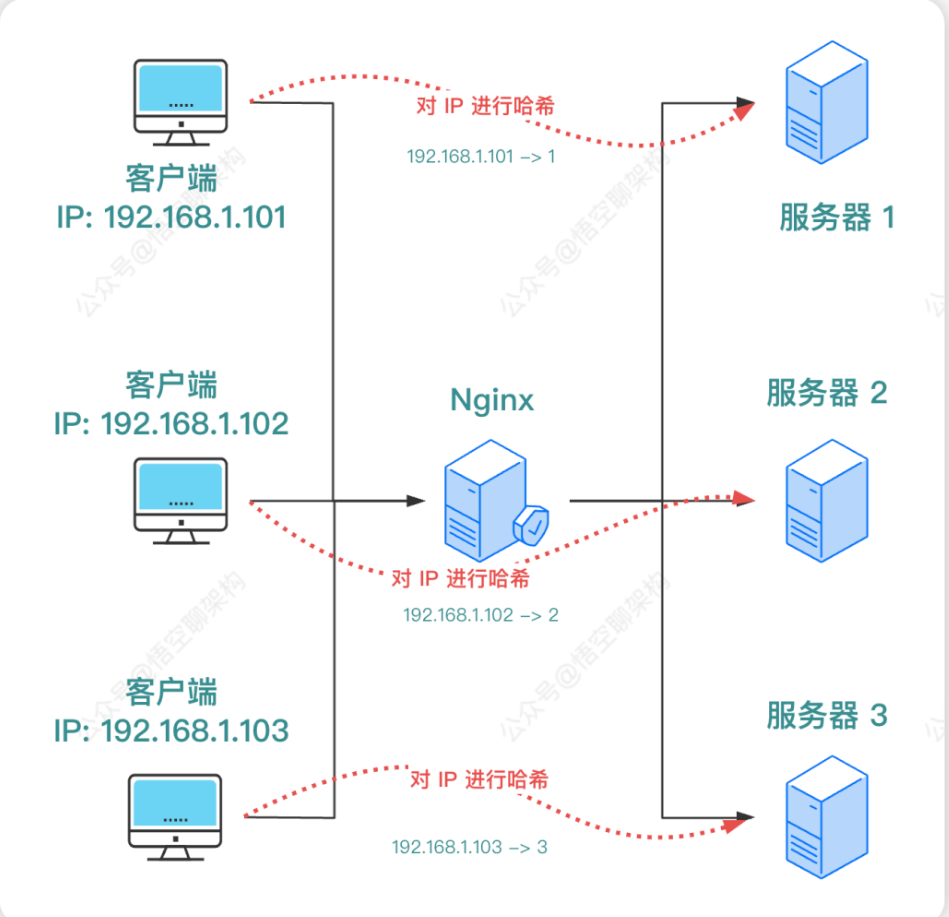 对 IP 进行哈希
192.168.1.101 –> 1
客户端
IP: 192.168.1.101
服务器 1
客户端
IP: 192.168.1.102
Nginx
服务器 2
对 IP 进行哈希
192.168.1.102 –> 2
客户端
IP: 192.168.1.103
服务器 3
对 IP 进行哈希
192.168.1.103 –> 3
公众号@悟空聊架构
公众号@悟空聊架构
公众号@悟空聊架构
公众号@悟空聊架构